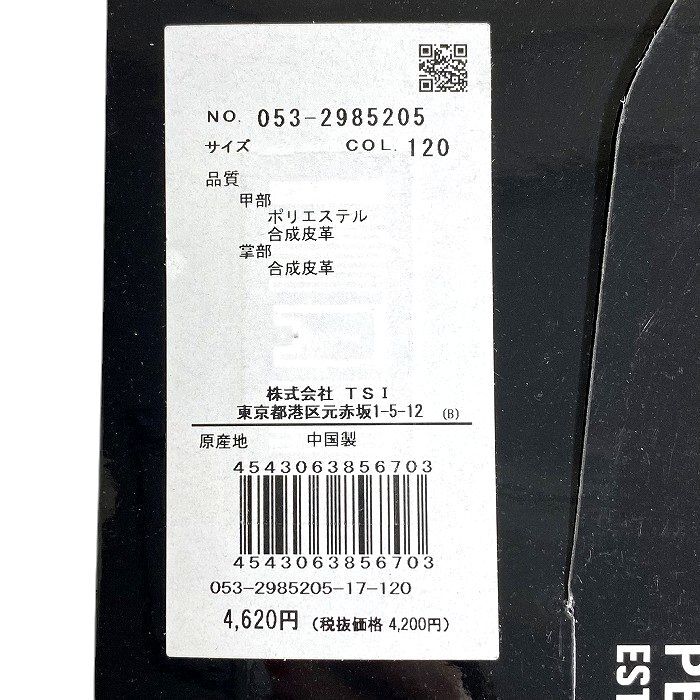 NO. 053-2985205
サイズ COL. 120
品質
甲部
ポリエステル
合成皮革
掌部
合成皮革
株式会社 TSI
東京都港区元赤坂1-5-12 (B)
原産地 中国製
4543063856703
4543063856703
053-2985205-17-120
4,620円 (税抜価格 4,200円)
EST